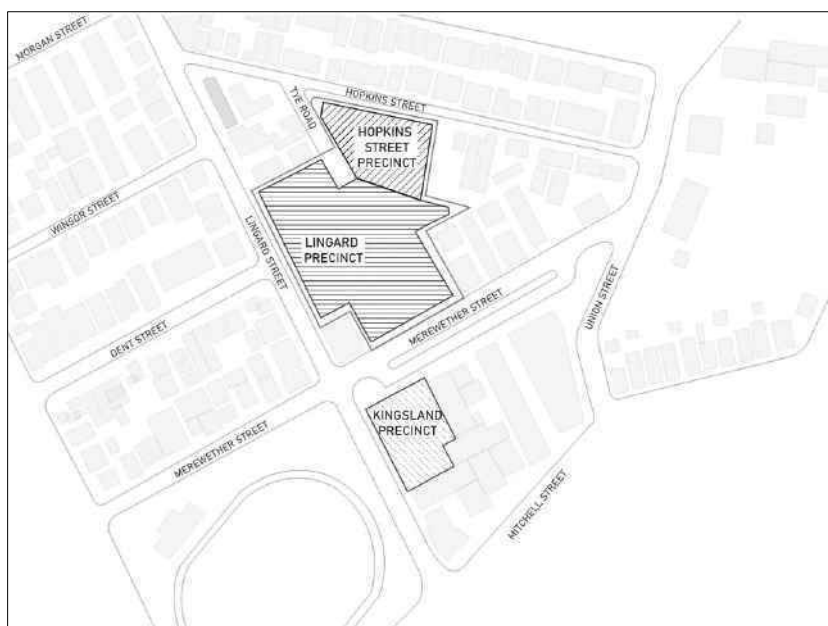 MORGAN STREET
HOPKINS STREET
TYE ROAD
HOPKINS
STREET
PRECINCT
WINSOR STREET
LINGARD STREET
LINGARD
PRECINCT
UNION STREET
MEREWETHER STREET
DENT STREET
KINGSLAND
PRECINCT
MEREWETHER STREET
MITCHELL STREET